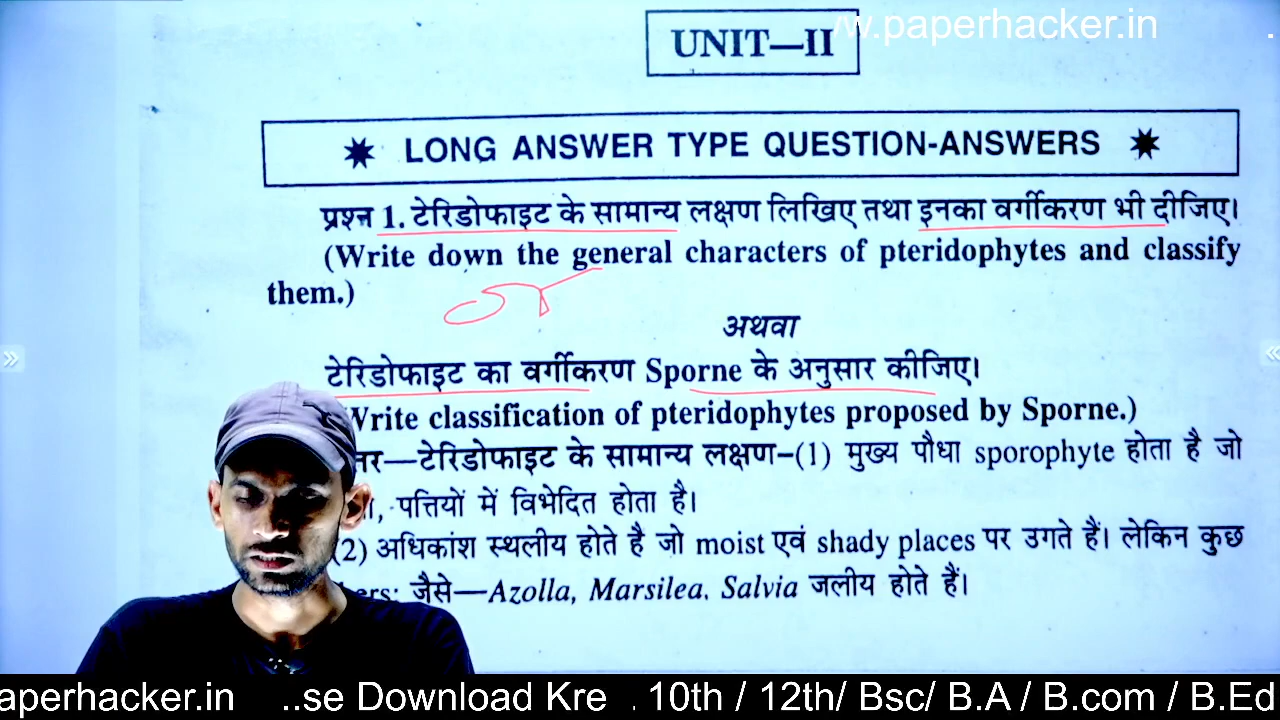 w.paperhacker.in
UNIT—II
LONG ANSWER TYPE QUESTION-ANSWERS
प्रश्न 1. टेरिडोफाइट के सामान्य लक्षण लिखिए तथा इनका वर्गीकरण भी दीजिए।
(Write down the general characters of pteridophytes and classify
them.)
अथवा
टेरिडोफाइट का वर्गीकरण Sporne के अनुसार कीजिए।
Write classification of pteridophytes proposed by Sporne.)
तर—टेरिडोफाइट के सामान्य लक्षण–(1) मुख्य पौधा sporophyte होता है जो
पत्तियों में विभेदित होता है।
(2) अधिकांश स्थलीय होते है जो moist एवं shady places पर उगते हैं। लेकिन कुछ
ers; जैसे—Azolla, Marsilea, Salvia जलीय होते हैं।
aperhacker.in ..se Download Kre . 10th / 12th/ Bsc/ B.A / B.com / B.Ed